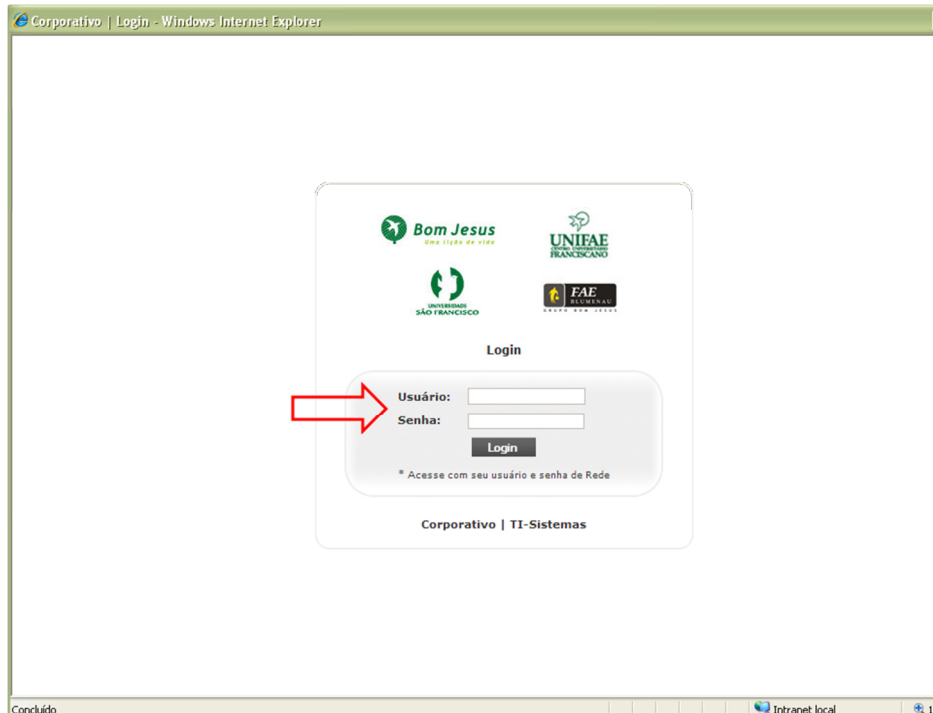 Corporativo | Login - Windows Internet Explorer
Bom Jesus
Uma lição de vida
UNIFAE
CENTRO UNIVERSITÁRIO
FRANCISCANO
UNIVERSIDADE
SÃO FRANCISCO
FAE
BLUMENAU
GRUPO BOM JESUS
Login
Usuário:
Senha:
Login
* Acesse com seu usuário e senha de Rede
Corporativo | TI-Sistemas
Concluído
Intranet local
1